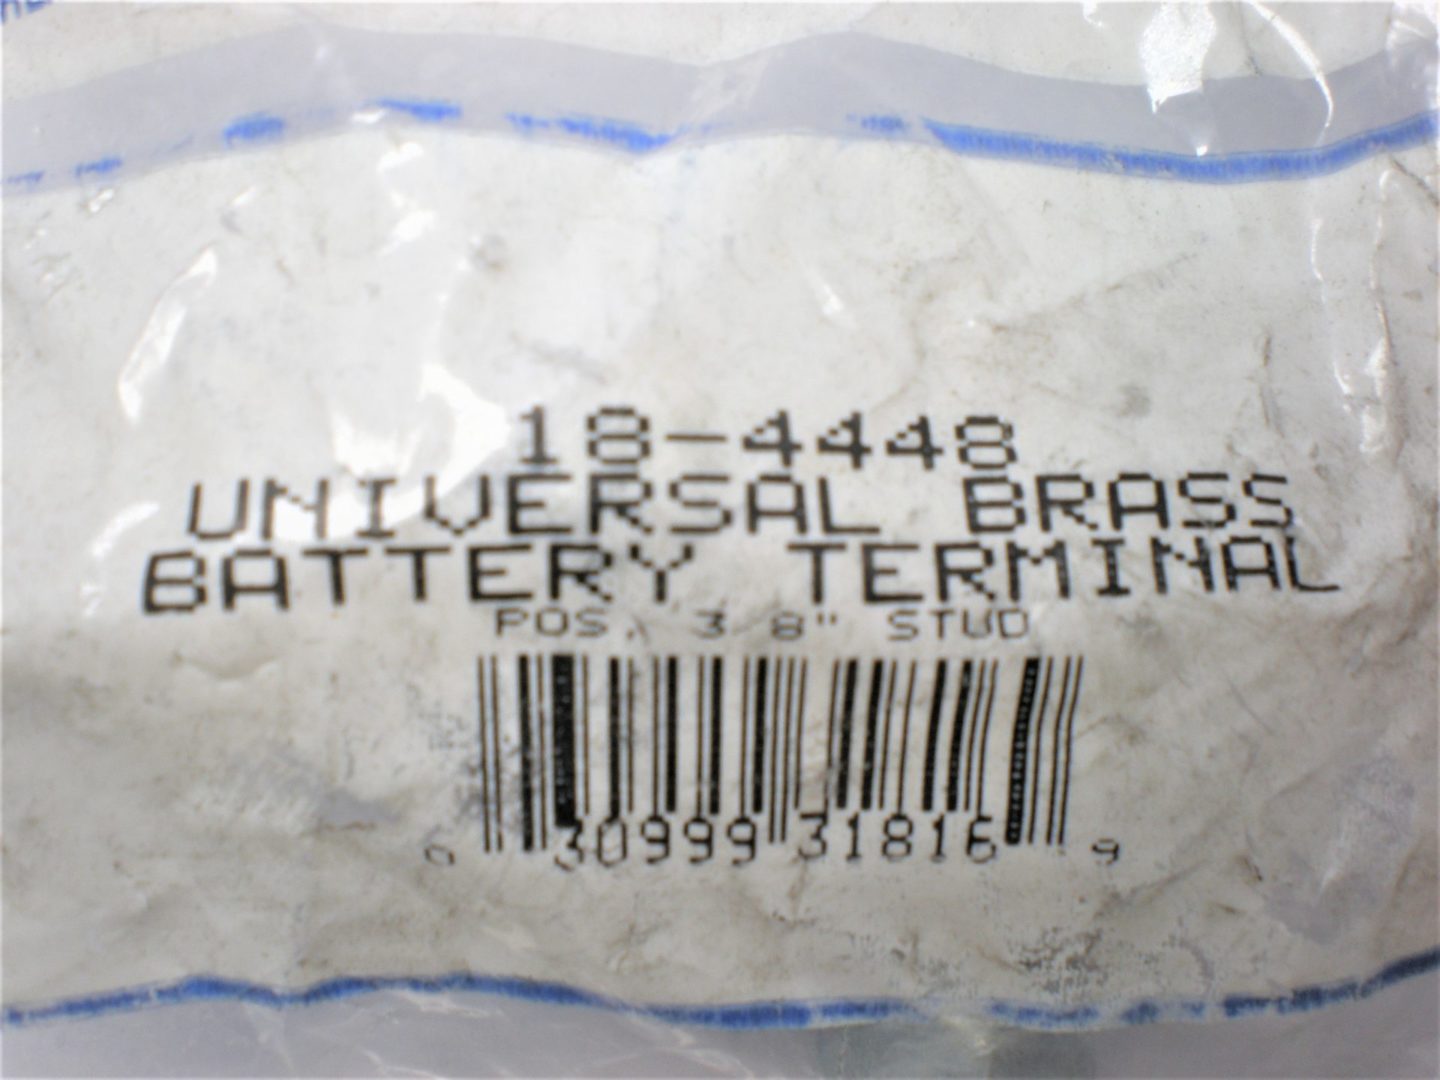 18-4448
UNIVERSAL BRASS
BATTERY TERMINAL
POS, 3 8" STUD
0 30999 31816 9